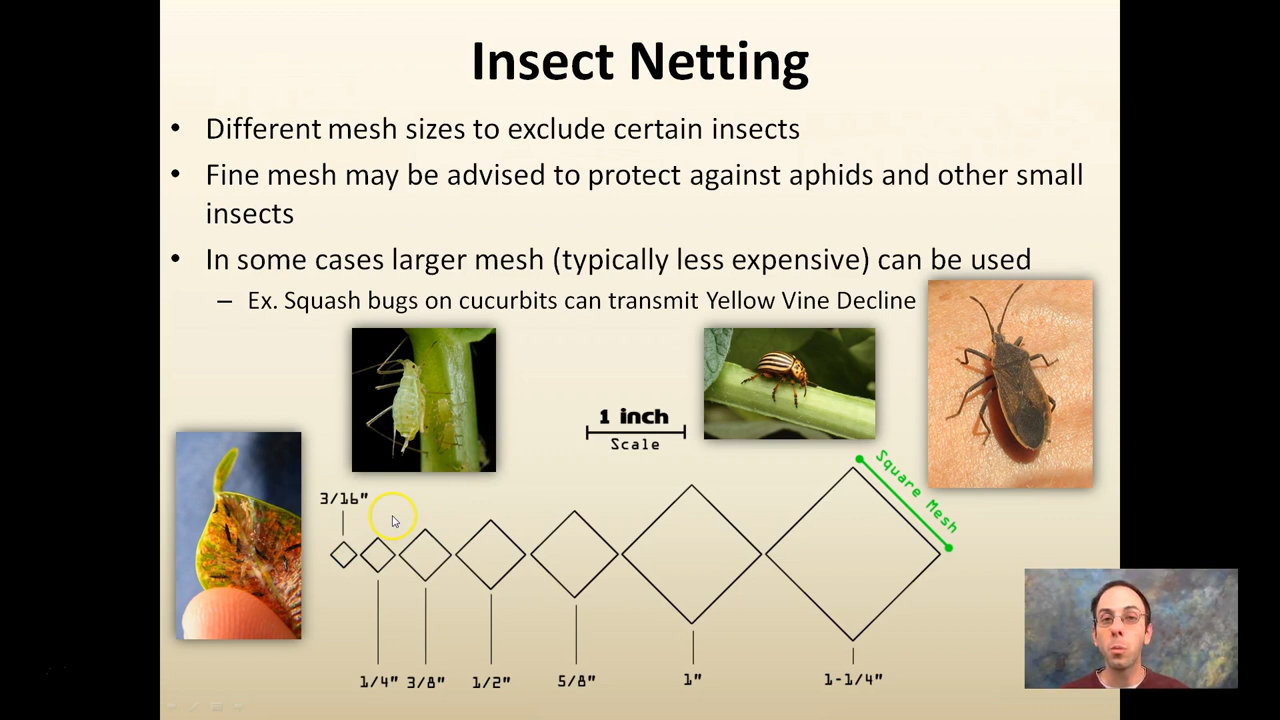 Insect Netting
• Different mesh sizes to exclude certain insects
• Fine mesh may be advised to protect against aphids and other small
insects
• In some cases larger mesh (typically less expensive) can be used
– Ex. Squash bugs on cucurbits can transmit Yellow Vine Decline
1 inch
Scale
Square Mesh
3/16"
1/4" 3/8" 1/2" 5/8" 1" 1-1/4"